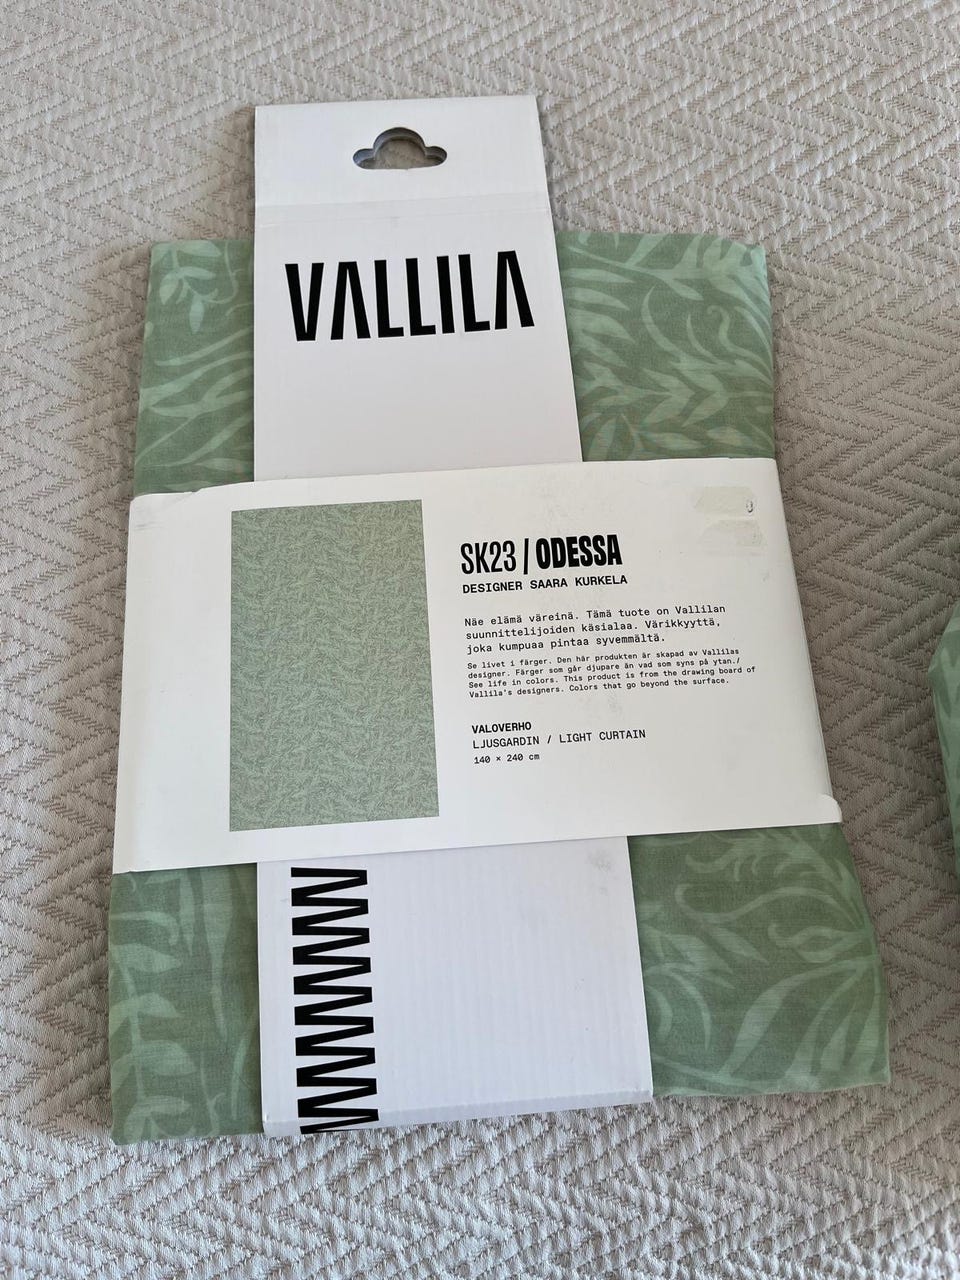 VALLILA
SK23 / ODESSA
DESIGNER SAARA KURKELA
Näe elämä väreinä. Tämä tuote on Vallilan
suunnittelijoiden käsialaa. Värikkyyttä,
joka kumpuaa pintaa syvemmältä.
Se livet i färger. Den här produkten är skapad av Vallilas
designer. Färger som går djupare än vad som syns på ytan./
See life in colors. This product is from the drawing board of
Vallila's designers. Colors that go beyond the surface.
VALOVERHO
LJUSGARDIN / LIGHT CURTAIN
140 × 240 cm